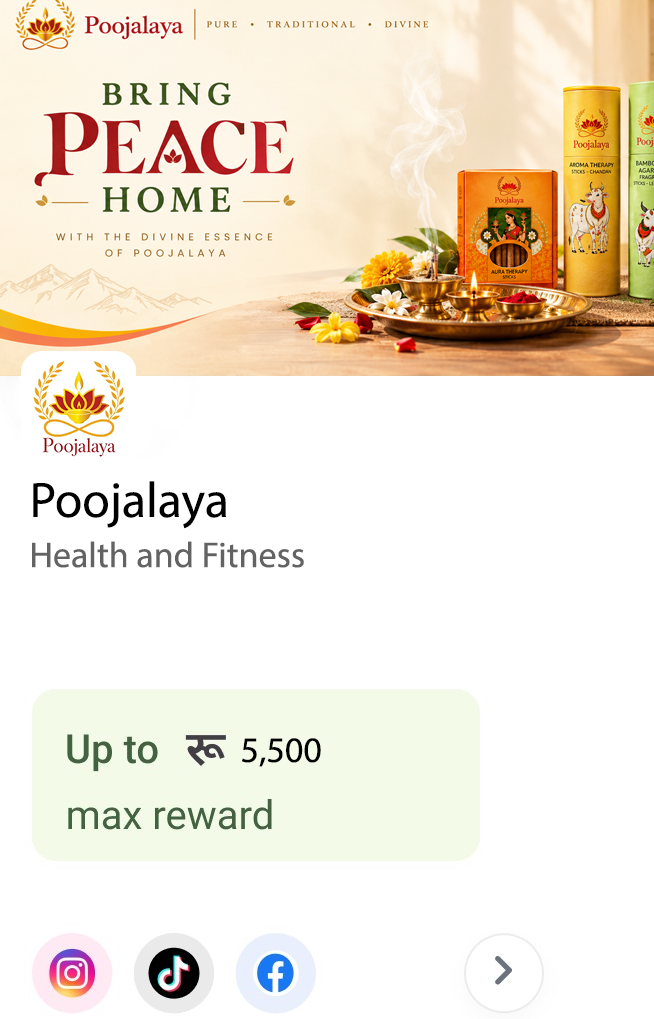 Poojalaya
PURE • TRADITIONAL • DIVINE
BRING
PEACE
HOME
WITH THE DIVINE ESSENCE
OF POOJALAYA
Poojalaya
AURA THERAPY
STICKS
Poojalaya
AROMA THERAPY
STICKS - CHANDAN
Poojalaya
Poojalaya
Health and Fitness
Up to रू 5,500
max reward